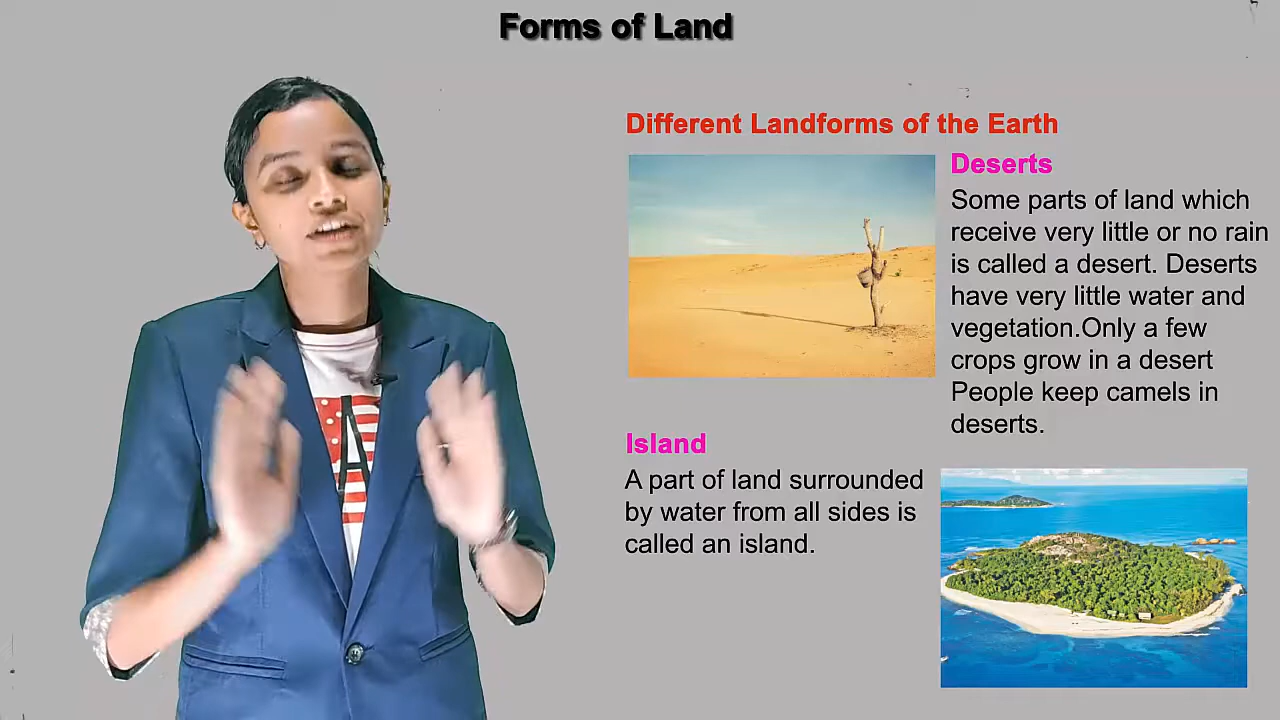 Forms of Land
Different Landforms of the Earth
Deserts
Some parts of land which
receive very little or no rain
is called a desert. Deserts
have very little water and
vegetation.Only a few
crops grow in a desert
People keep camels in
deserts.
Island
A part of land surrounded
by water from all sides is
called an island.
A